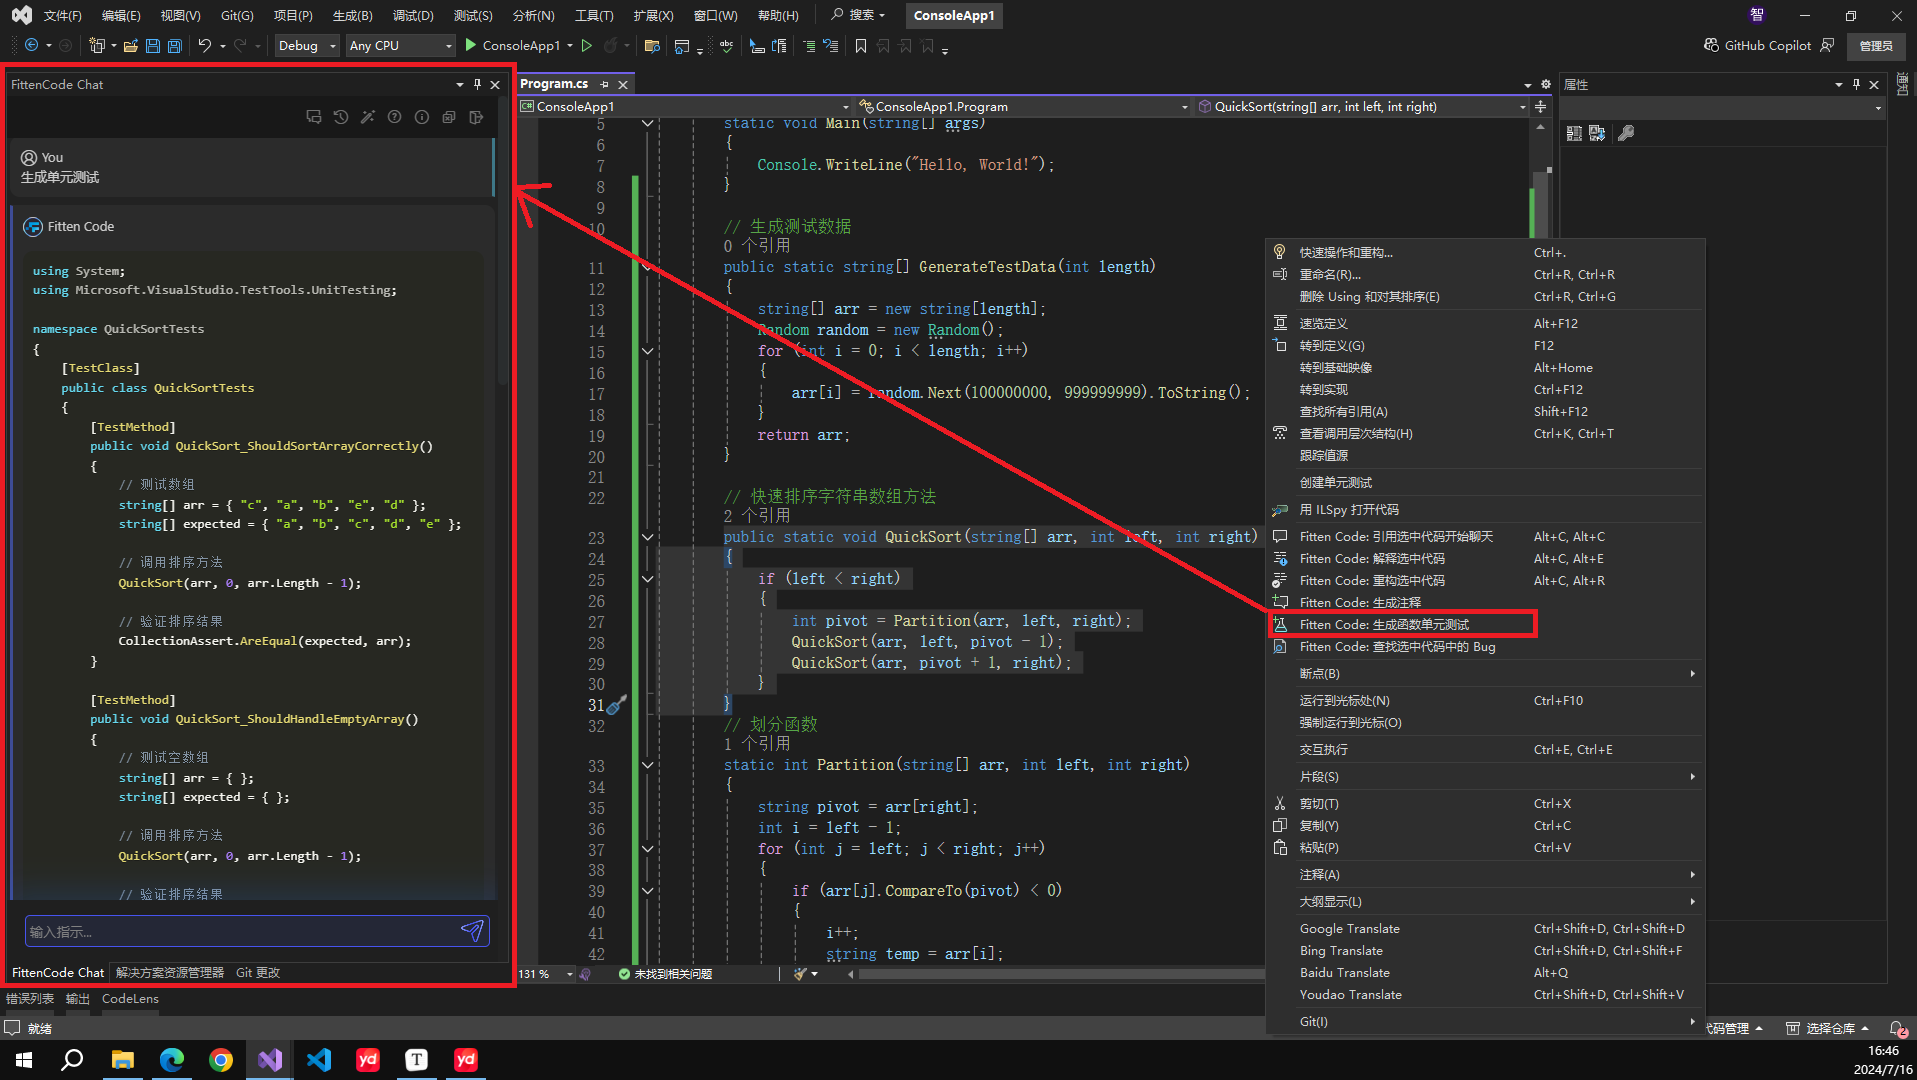 文件(F) 编辑(E) 视图(V) Git(G) 项目(P) 生成(B) 调试(D) 测试(S) 分析(N) 工具(T) 扩展(X) 窗口(W) 帮助(H) 搜索 ConsoleApp1 智
Debug Any CPU ConsoleApp1 abc GitHub Copilot 管理员
FittenCode Chat
You
生成单元测试
Fitten Code
using System;
using Microsoft.VisualStudio.TestTools.UnitTesting;
namespace QuickSortTests
{
[TestClass]
public class QuickSortTests
{
[TestMethod]
public void QuickSort_ShouldSortArrayCorrectly()
{
// 测试数组
string[] arr = { "c", "a", "b", "e", "d" };
string[] expected = { "a", "b", "c", "d", "e" };
// 调用排序方法
QuickSort(arr, 0, arr.Length - 1);
// 验证排序结果
CollectionAssert.AreEqual(expected, arr);
}
[TestMethod]
public void QuickSort_ShouldHandleEmptyArray()
{
// 测试空数组
string[] arr = { };
string[] expected = { };
// 调用排序方法
QuickSort(arr, 0, arr.Length - 1);
// 验证排序结果
输入指示...
FittenCode Chat 解决方案资源管理器 Git 更改
Program.cs
C# ConsoleApp1 ConsoleApp1.Program QuickSort(string[] arr, int left, int right)
5 static void Main(string[] args)
6 {
7 Console.WriteLine("Hello, World!");
8 }
9
10 // 生成测试数据
0 个引用
11 public static string[] GenerateTestData(int length)
12 {
13 string[] arr = new string[length];
14 Random random = new Random();
15 for (int i = 0; i < length; i++)
16 {
17 arr[i] = random.Next(100000000, 999999999).ToString();
18 }
19 return arr;
20 }
21
22 // 快速排序字符串数组方法
2 个引用
23 public static void QuickSort(string[] arr, int left, int right)
24 {
25 if (left < right)
26 {
27 int pivot = Partition(arr, left, right);
28 QuickSort(arr, left, pivot - 1);
29 QuickSort(arr, pivot + 1, right);
30 }
31 }
32 // 划分函数
1 个引用
33 static int Partition(string[] arr, int left, int right)
34 {
35 string pivot = arr[right];
36 int i = left - 1;
37 for (int j = left; j < right; j++)
38 {
39 if (arr[j].CompareTo(pivot) < 0)
40 {
41 i++;
42 string temp = arr[i];
131 % 未找到相关问题
属性
快速操作和重构... Ctrl+.
重命名(R)... Ctrl+R, Ctrl+R
删除 Using 和对其排序(E) Ctrl+R, Ctrl+G
速览定义 Alt+F12
转到定义(G) F12
转到基础映像 Alt+Home
转到实现 Ctrl+F12
查找所有引用(A) Shift+F12
查看调用层次结构(H) Ctrl+K, Ctrl+T
跟踪值源
创建单元测试
用 ILSpy 打开代码
Fitten Code: 引用选中代码开始聊天 Alt+C, Alt+C
Fitten Code: 解释选中代码 Alt+C, Alt+E
Fitten Code: 重构选中代码 Alt+C, Alt+R
Fitten Code: 生成注释
Fitten Code: 生成函数单元测试
Fitten Code: 查找选中代码中的 Bug
断点(B)
运行到光标处(N) Ctrl+F10
强制运行到光标(O)
交互执行 Ctrl+E, Ctrl+E
片段(S)
剪切(T) Ctrl+X
复制(Y) Ctrl+C
粘贴(P) Ctrl+V
注释(A)
大纲显示(L)
Google Translate Ctrl+Shift+D, Ctrl+Shift+D
Bing Translate Ctrl+Shift+D, Ctrl+Shift+F
Baidu Translate Alt+Q
Youdao Translate Ctrl+Shift+D, Ctrl+Shift+V
Git(I)
错误列表 输出 CodeLens
就绪 代码管理 选择仓库 2
yd T yd
16:46
2024/7/16